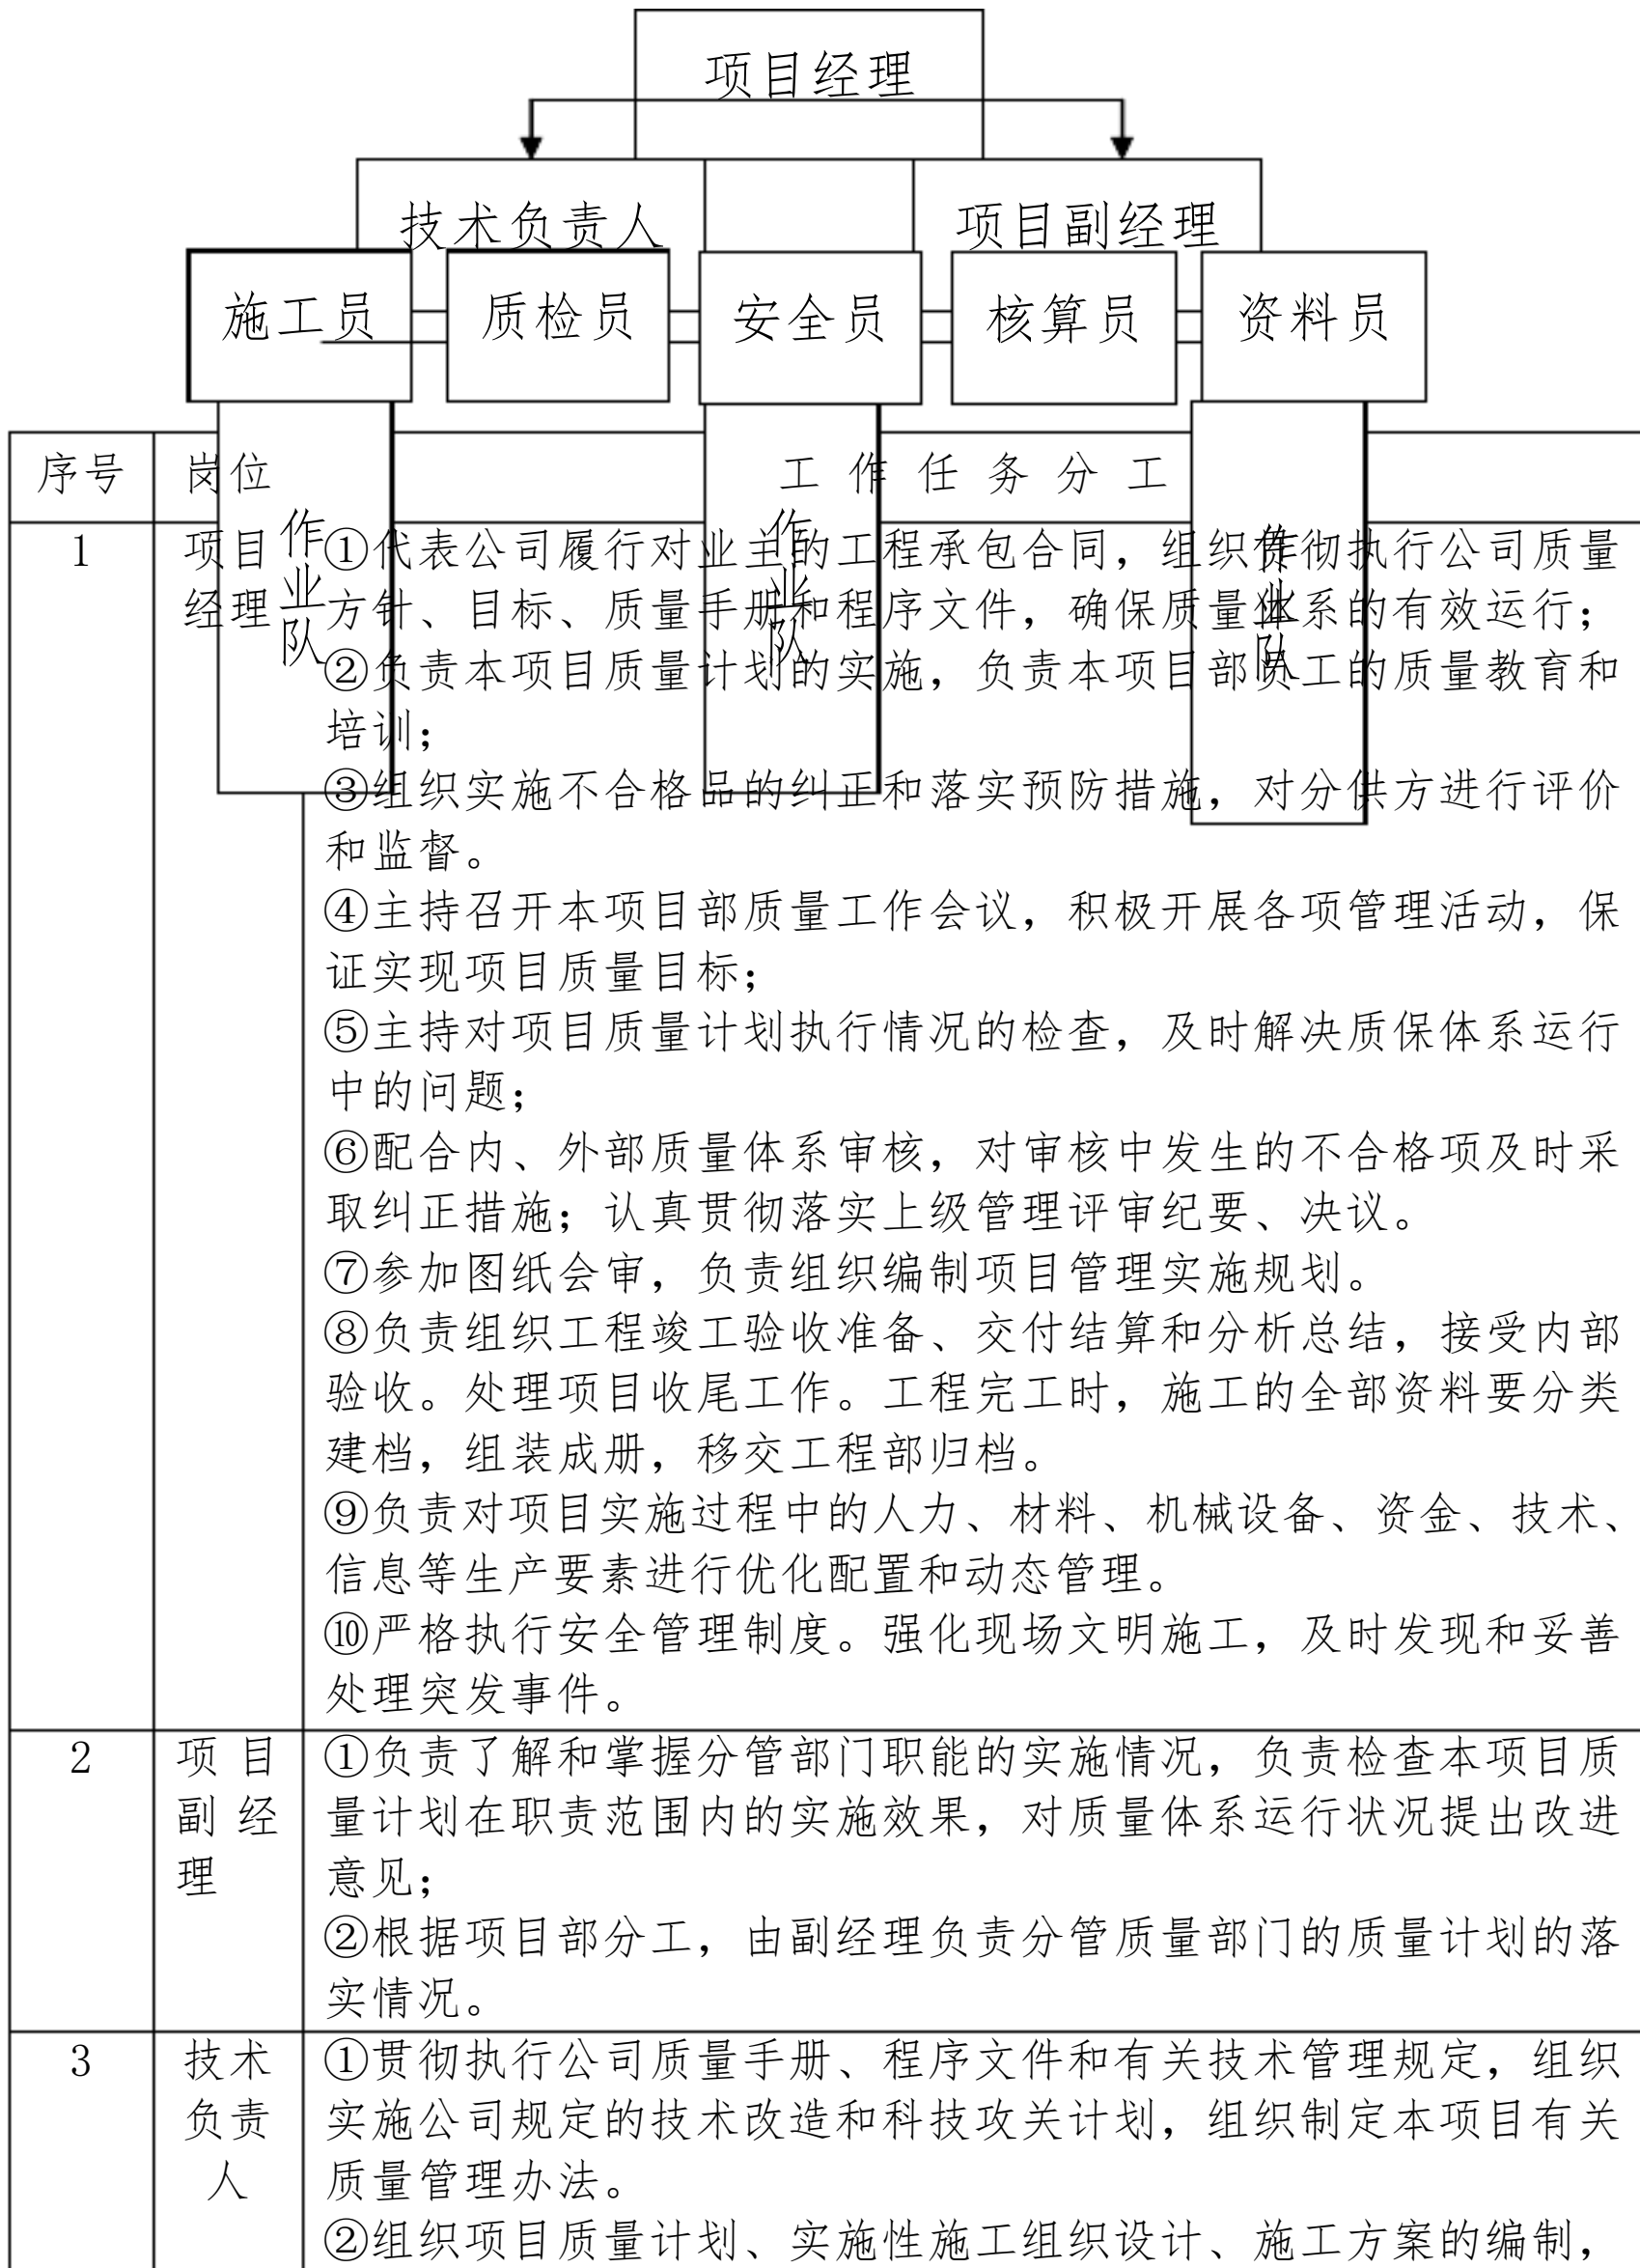 项目经理
技术负责人 项目副经理
施工员 质检员 安全员 核算员 资料员
作业队 作业队 作业队
序号 岗位 工作任务分工
1 项目经理 ①代表公司履行对业主的工程承包合同，组织贯彻执行公司质量
方针、目标、质量手册和程序文件，确保质量体系的有效运行；
②负责本项目质量计划的实施，负责本项目部员工的质量教育和
培训；
③组织实施不合格品的纠正和落实预防措施，对分供方进行评价
和监督。
④主持召开本项目部质量工作会议，积极开展各项管理活动，保
证实现项目质量目标；
⑤主持对项目质量计划执行情况的检查，及时解决质保体系运行
中的问题；
⑥配合内、外部质量体系审核，对审核中发生的不合格项及时采
取纠正措施；认真贯彻落实上级管理评审纪要、决议。
⑦参加图纸会审，负责组织编制项目管理实施规划。
⑧负责组织工程竣工验收准备、交付结算和分析总结，接受内部
验收。处理项目收尾工作。工程完工时，施工的全部资料要分类
建档，组装成册，移交工程部归档。
⑨负责对项目实施过程中的人力、材料、机械设备、资金、技术、
信息等生产要素进行优化配置和动态管理。
⑩严格执行安全管理制度。强化现场文明施工，及时发现和妥善
处理突发事件。
2 项目副经理 ①负责了解和掌握分管部门职能的实施情况，负责检查本项目质
量计划在职责范围内的实施效果，对质量体系运行状况提出改进
意见；
②根据项目部分工，由副经理负责分管质量部门的质量计划的落
实情况。
3 技术负责人 ①贯彻执行公司质量手册、程序文件和有关技术管理规定，组织
实施公司规定的技术改造和科技攻关计划，组织制定本项目有关
质量管理办法。
②组织项目质量计划、实施性施工组织设计、施工方案的编制，